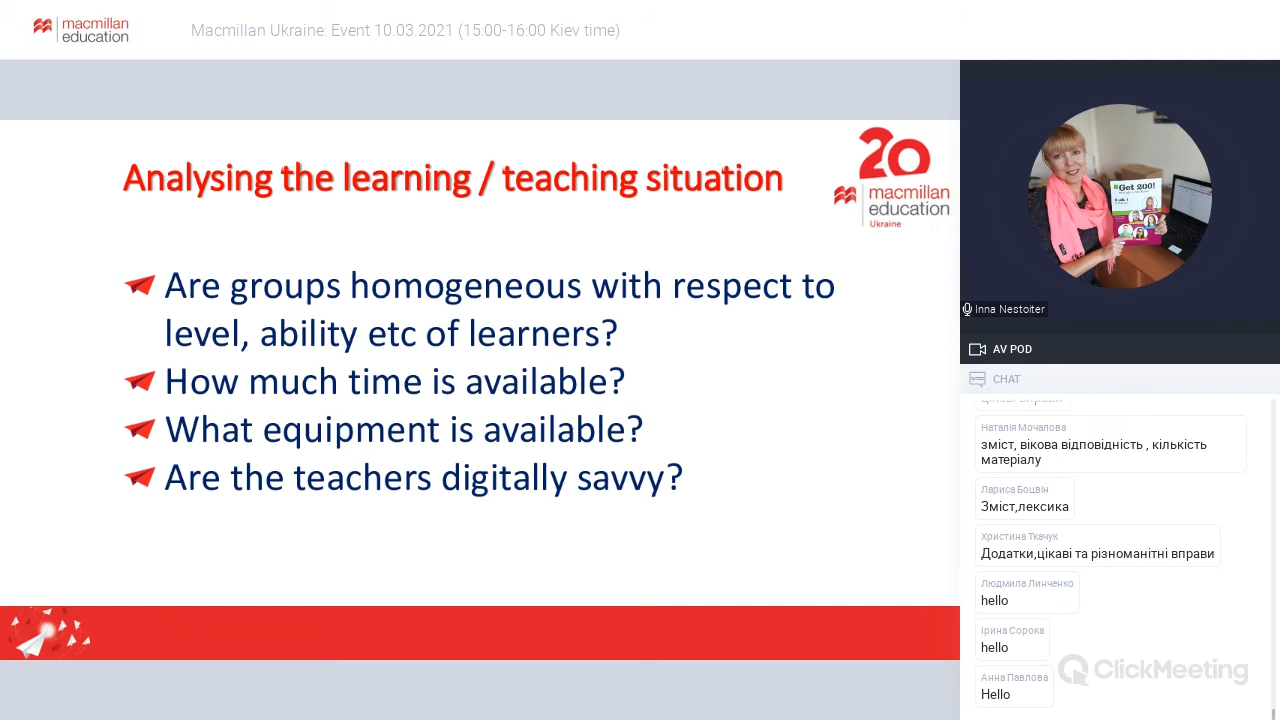 macmillan
education
Macmillan Ukraine: Event 10.03.2021 (15:00-16:00 Kiev time)
Analysing the learning / teaching situation
20
macmillan
education
Ukraine
Are groups homogeneous with respect to
level, ability etc of learners?
How much time is available?
What equipment is available?
Are the teachers digitally savvy?
Get 200!
Inna Nestoiter
AV POD
CHAT
Наталія Мочалова
зміст, вікова відповідність , кількість
матеріалу
Лариса Боцвін
Зміст,лексика
Христина Ткачук
Додатки,цікаві та різноманітні вправи
Людмила Линченко
hello
Ірина Сорока
hello
Анна Павлова
Hello
ClickMeeting